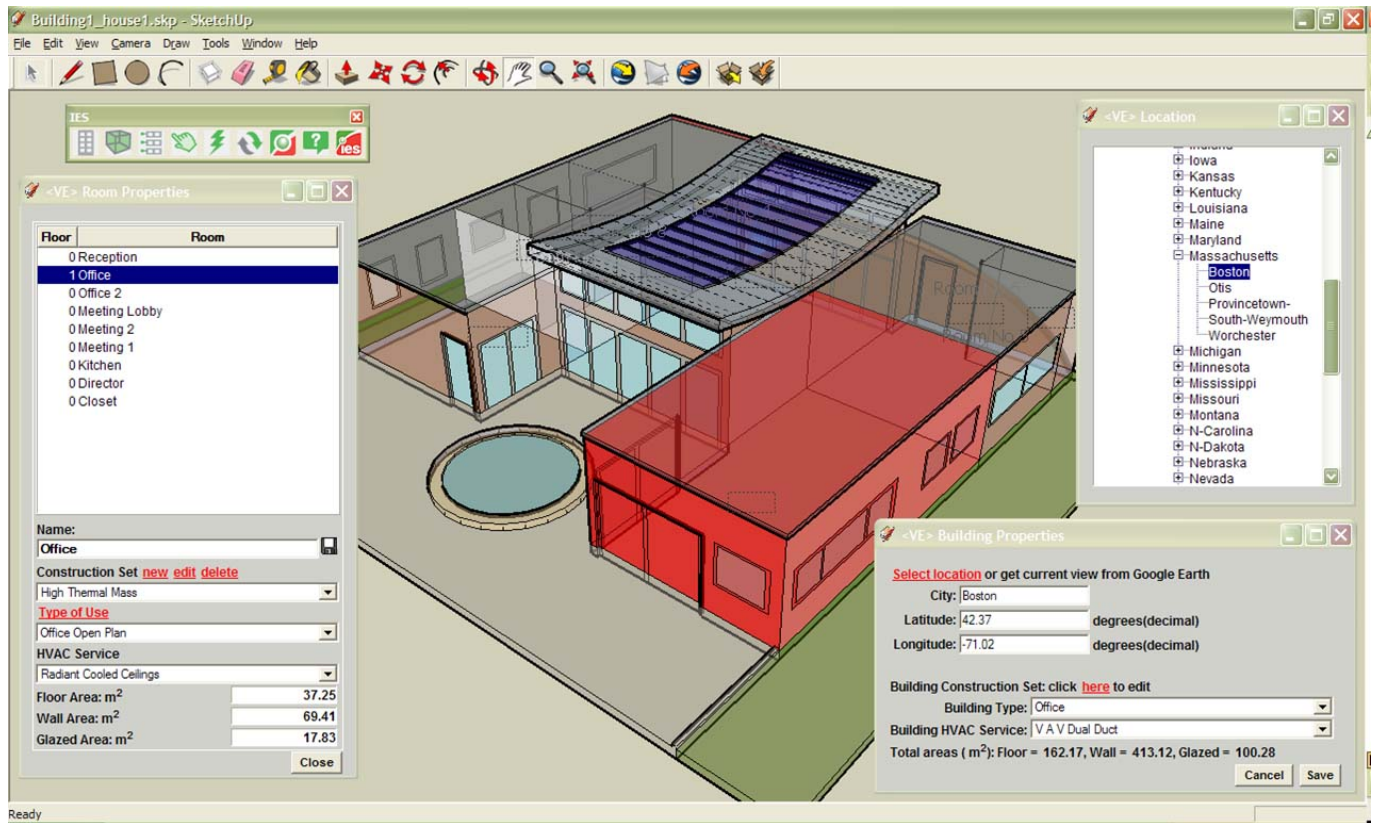 Building1_house1.skp - SketchUp
File Edit View Camera Draw Tools Window Help
IES
ies
<VE> Room Properties
Floor Room
0 Reception
1 Office
0 Office 2
0 Meeting Lobby
0 Meeting 2
0 Meeting 1
0 Kitchen
0 Director
0 Closet
Name:
Office
Construction Set new edit delete
High Thermal Mass
Type of Use
Office Open Plan
HVAC Service
Radiant Cooled Ceilings
Floor Area: m² 37.25
Wall Area: m² 69.41
Glazed Area: m² 17.83
Close
Room
Room No
<VE> Location
Indiana
Iowa
Kansas
Kentucky
Louisiana
Maine
Maryland
Massachusetts
Boston
Otis
Provincetown-
South-Weymouth
Worchester
Michigan
Minnesota
Mississippi
Missouri
Montana
N-Carolina
N-Dakota
Nebraska
Nevada
<VE> Building Properties
Select location or get current view from Google Earth
City: Boston
Latitude: 42.37 degrees(decimal)
Longitude: -71.02 degrees(decimal)
Building Construction Set: click here to edit
Building Type: Office
Building HVAC Service: V A V Dual Duct
Total areas ( m²): Floor = 162.17, Wall = 413.12, Glazed = 100.28
Cancel Save
Ready